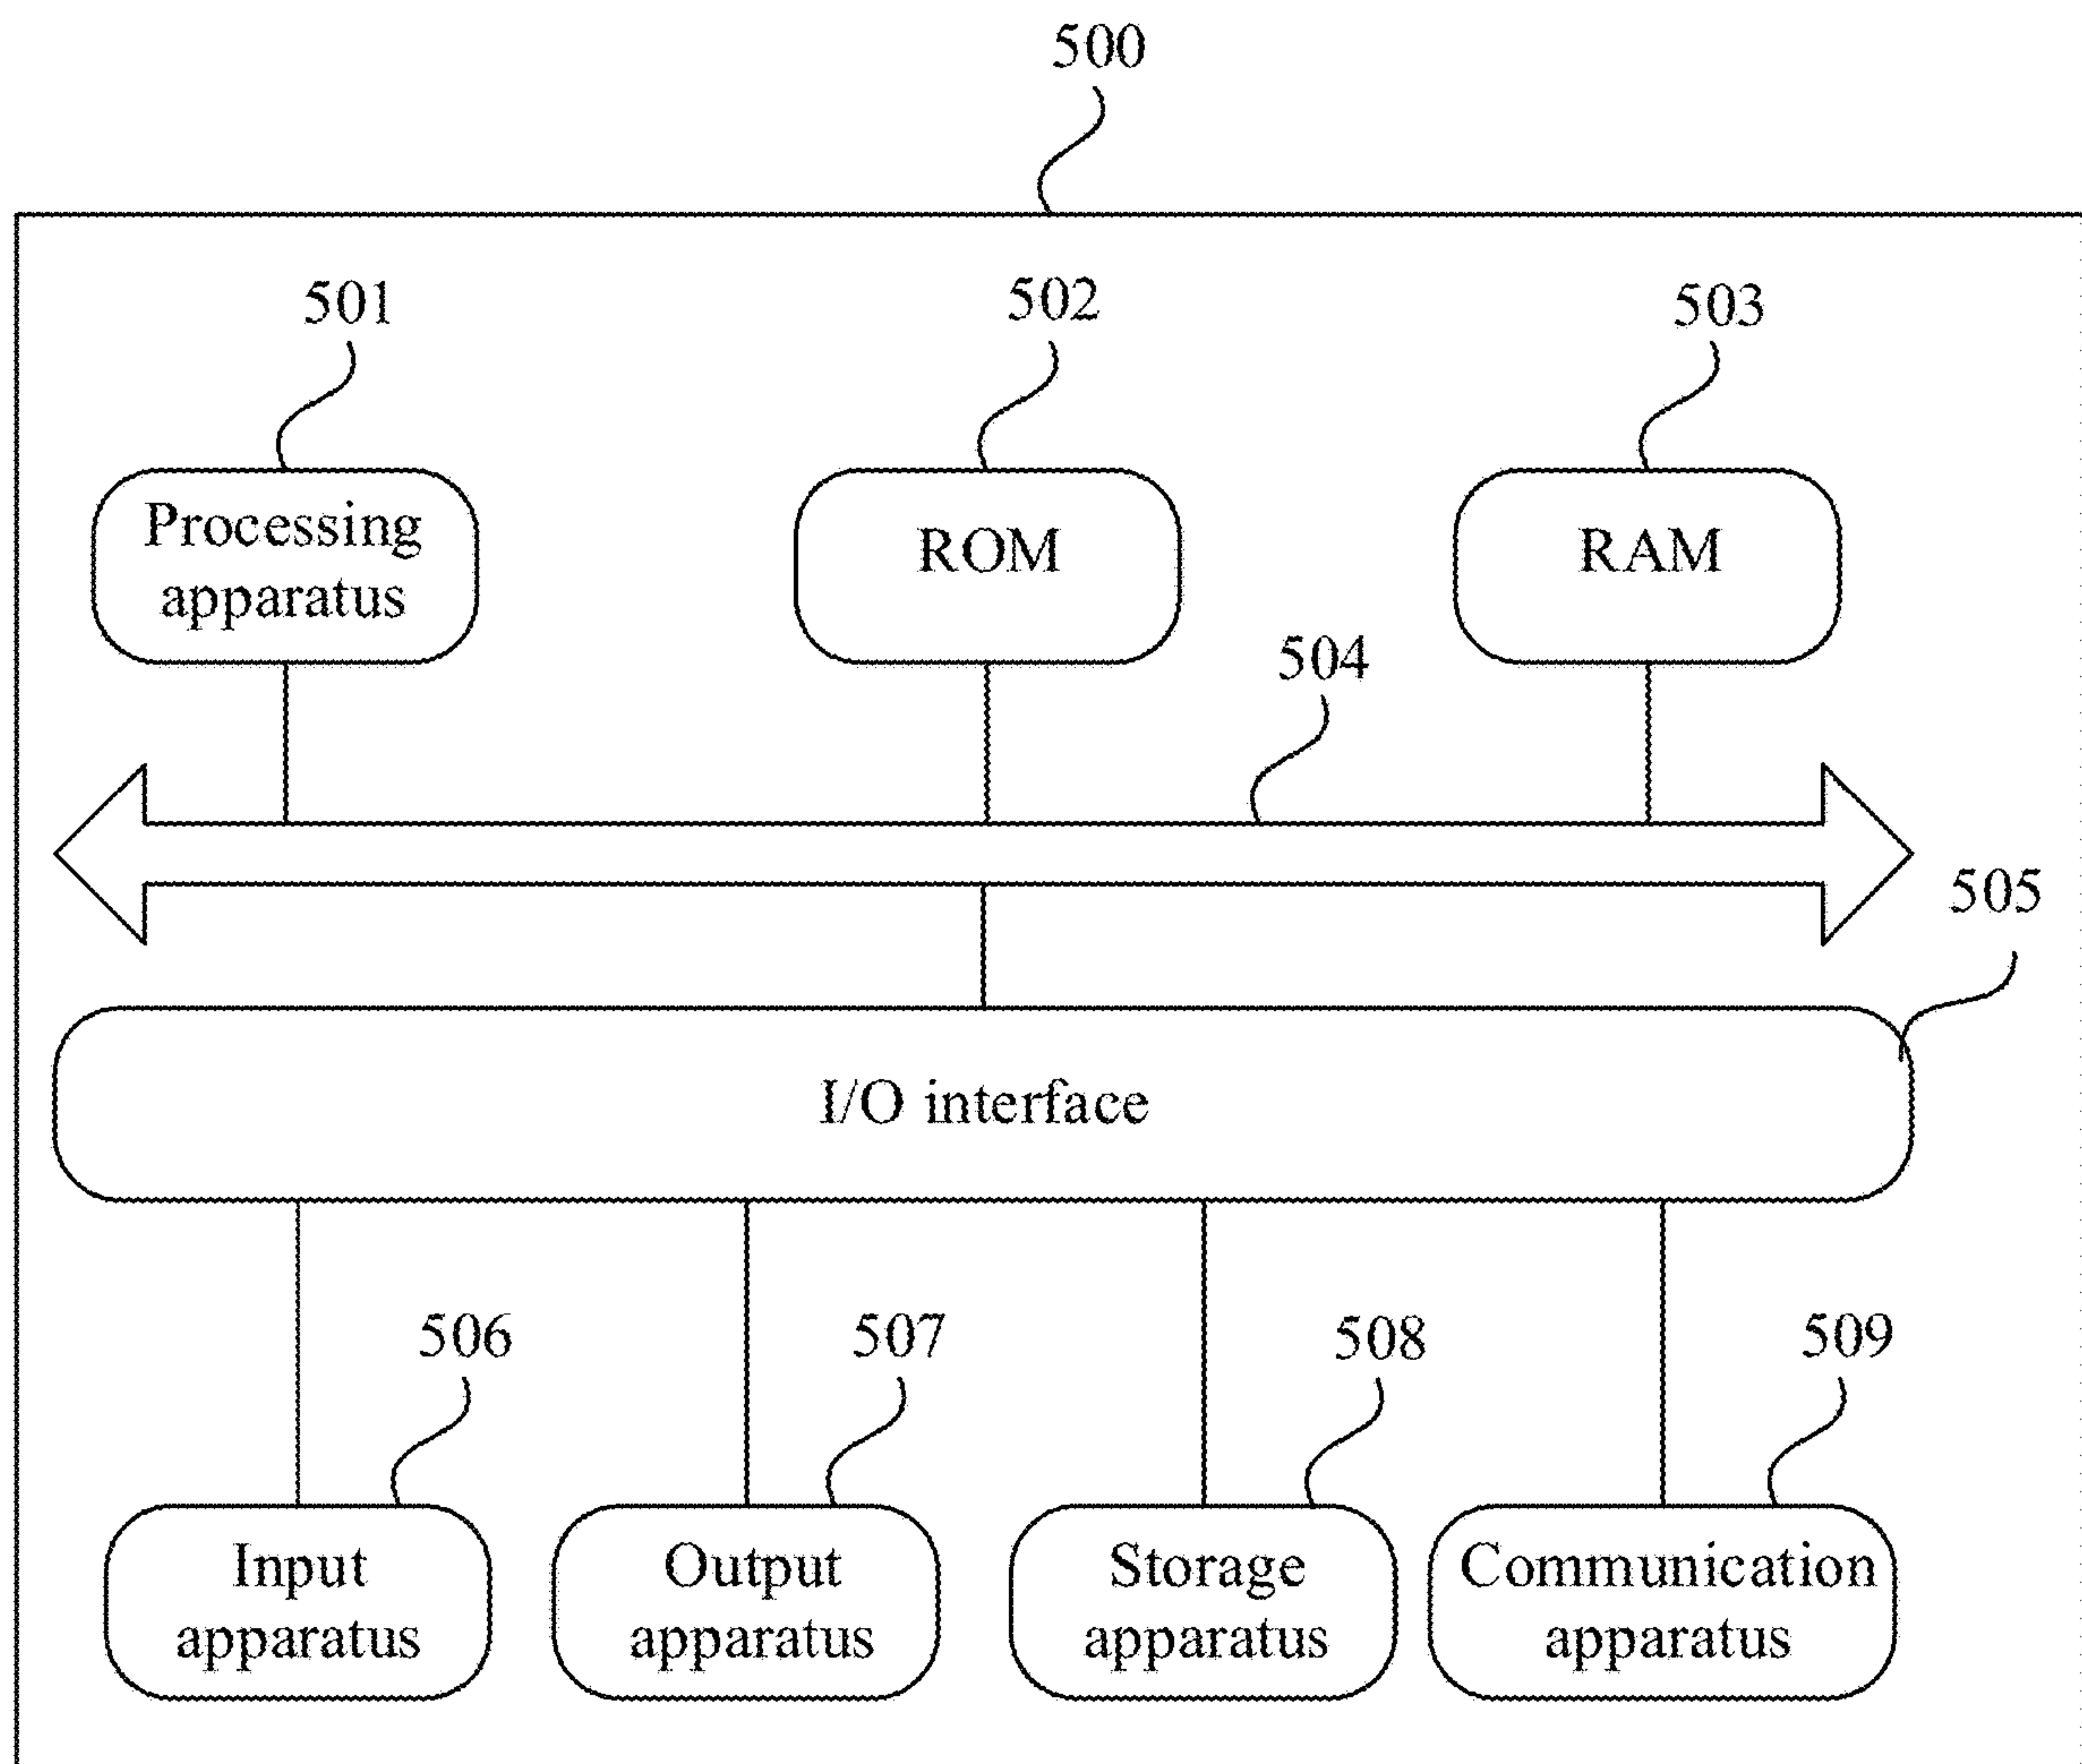 500
501
502
503
Processing
apparatus
ROM
RAM
504
505
I/O interface
506
507
508
509
Input
apparatus
Output
apparatus
Storage
apparatus
Communication
apparatus